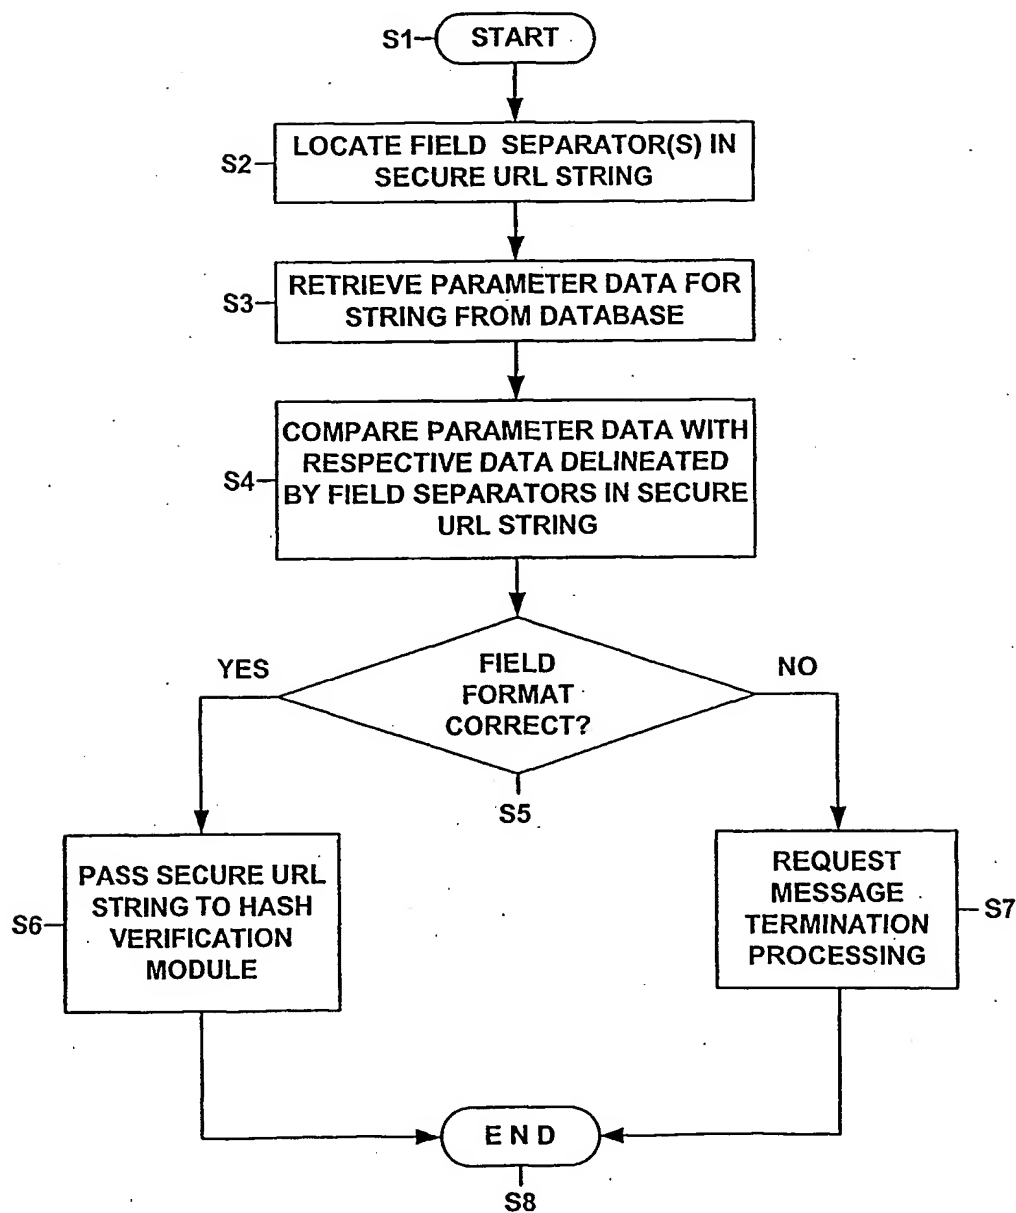 S1
START
S2
LOCATE FIELD SEPARATOR(S) IN
SECURE URL STRING
S3
RETRIEVE PARAMETER DATA FOR
STRING FROM DATABASE
S4
COMPARE PARAMETER DATA WITH
RESPECTIVE DATA DELINEATED
BY FIELD SEPARATORS IN SECURE
URL STRING
YES
FIELD
FORMAT
CORRECT?
NO
S5
S6
PASS SECURE URL
STRING TO HASH
VERIFICATION
MODULE
REQUEST
MESSAGE
TERMINATION
PROCESSING
S7
END
S8